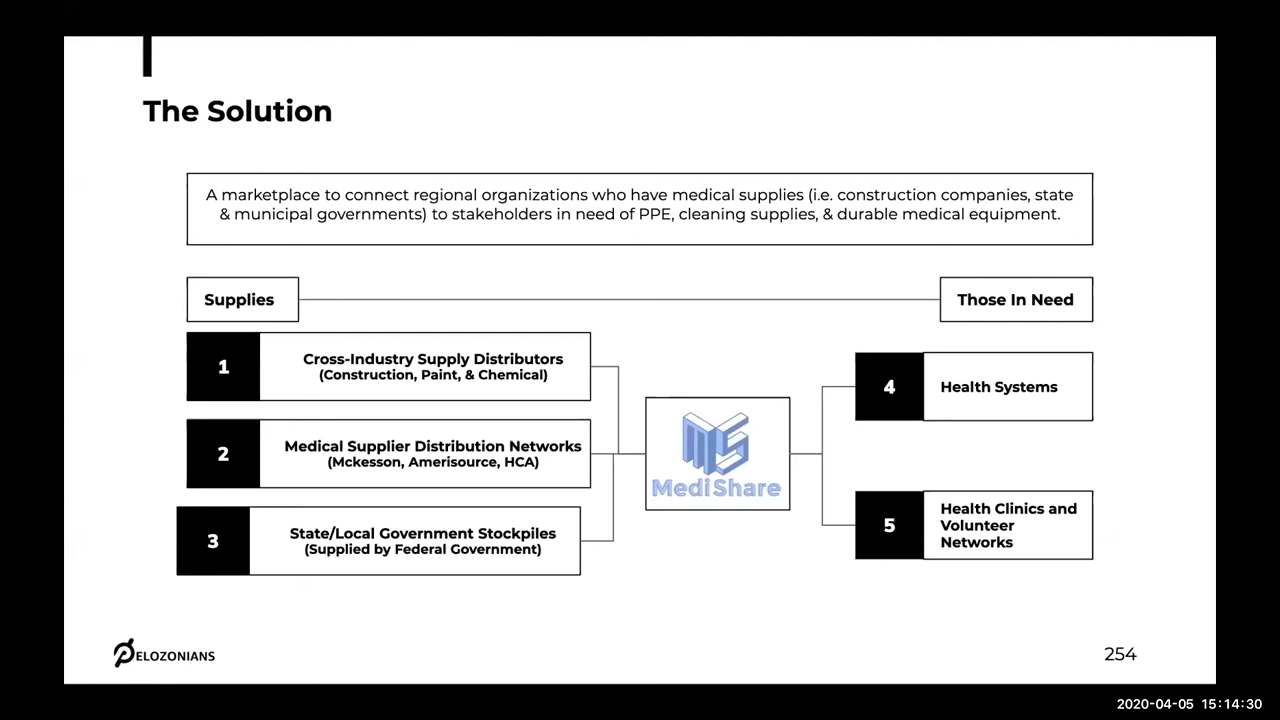 The Solution
A marketplace to connect regional organizations who have medical supplies (i.e. construction companies, state
& municipal governments) to stakeholders in need of PPE, cleaning supplies, & durable medical equipment.
Supplies
Those In Need
1
Cross-Industry Supply Distributors
(Construction, Paint, & Chemical)
2
Medical Supplier Distribution Networks
(Mckesson, Amerisource, HCA)
3
State/Local Government Stockpiles
(Supplied by Federal Government)
MS
MediShare
4
Health Systems
5
Health Clinics and
Volunteer
Networks
PELOZONIANS
254
2020-04-05 15:14:30